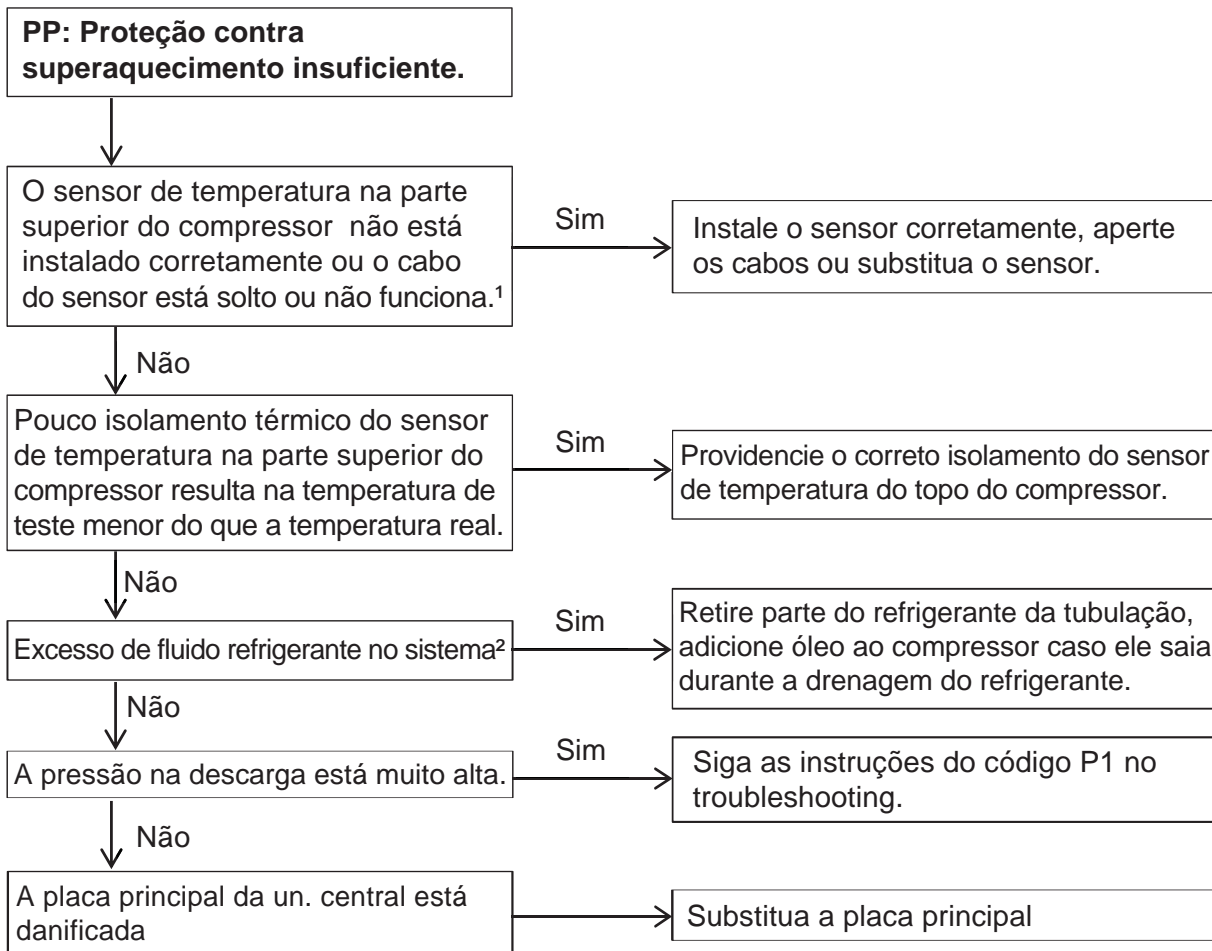 PP: Proteção contra
superaquecimento insuficiente.
O sensor de temperatura na parte
superior do compressor não está
instalado corretamente ou o cabo
do sensor está solto ou não funciona.¹
Sim
Instale o sensor corretamente, aperte
os cabos ou substitua o sensor.
Não
Pouco isolamento térmico do sensor
de temperatura na parte superior do
compressor resulta na temperatura de
teste menor do que a temperatura real.
Sim
Providencie o correto isolamento do sensor
de temperatura do topo do compressor.
Não
Excesso de fluido refrigerante no sistema²
Sim
Retire parte do refrigerante da tubulação,
adicione óleo ao compressor caso ele saia
durante a drenagem do refrigerante.
Não
A pressão na descarga está muito alta.
Sim
Siga as instruções do código P1 no
troubleshooting.
Não
A placa principal da un. central está
danificada
Substitua a placa principal